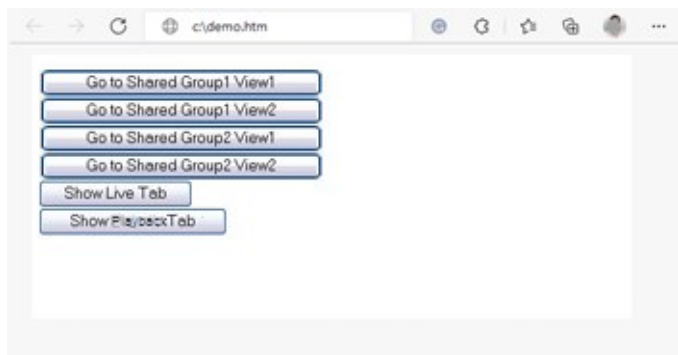 c:\demo.htm
Go to Shared Group1 View1
Go to Shared Group1 View2
Go to Shared Group2 View1
Go to Shared Group2 View2
Show Live Tab
Show Playback Tab